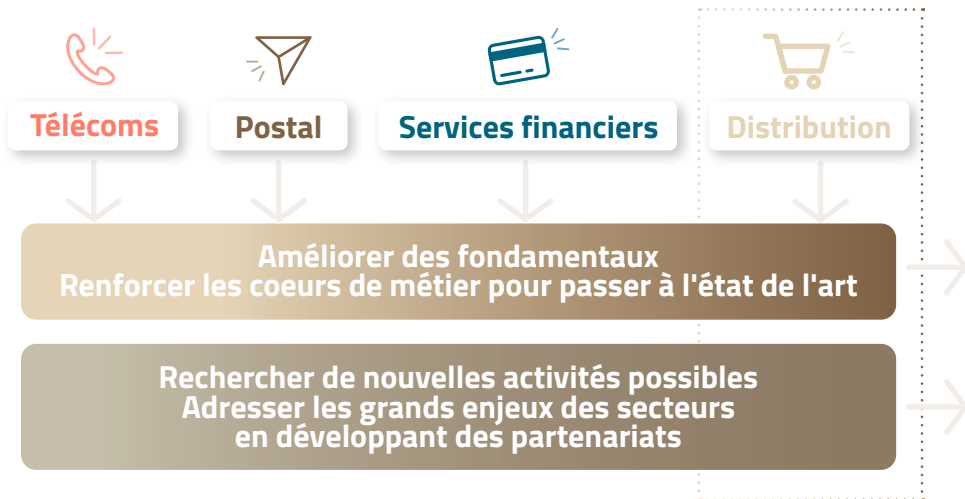 Télécoms
Postal
Services financiers
Distribution
Améliorer des fondamentaux
Renforcer les coeurs de métier pour passer à l'état de l'art
Rechercher de nouvelles activités possibles
Adresser les grands enjeux des secteurs
en développant des partenariats